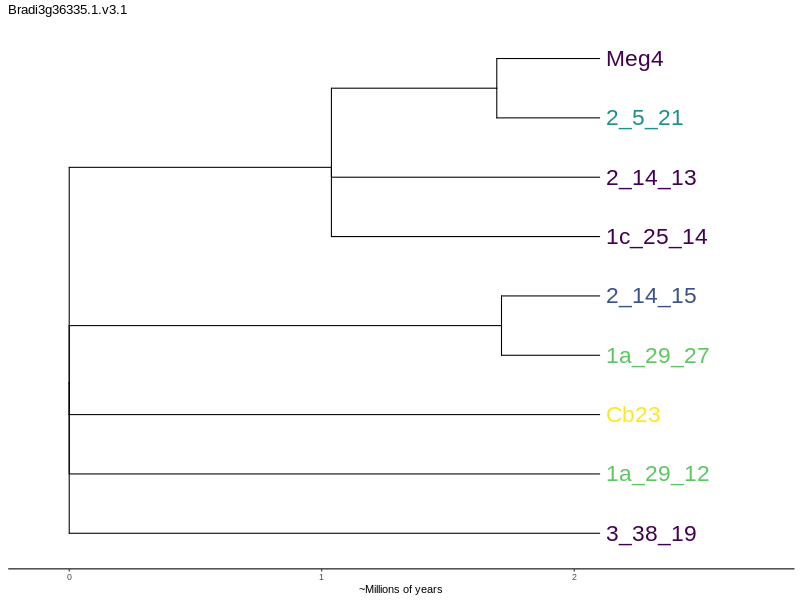 Bradi3g36335.1.v3.1
Meg4
2_5_21
2_14_13
1c_25_14
2_14_15
1a_29_27
Cb23
1a_29_12
3_38_19
0 1 2
~Millions of years